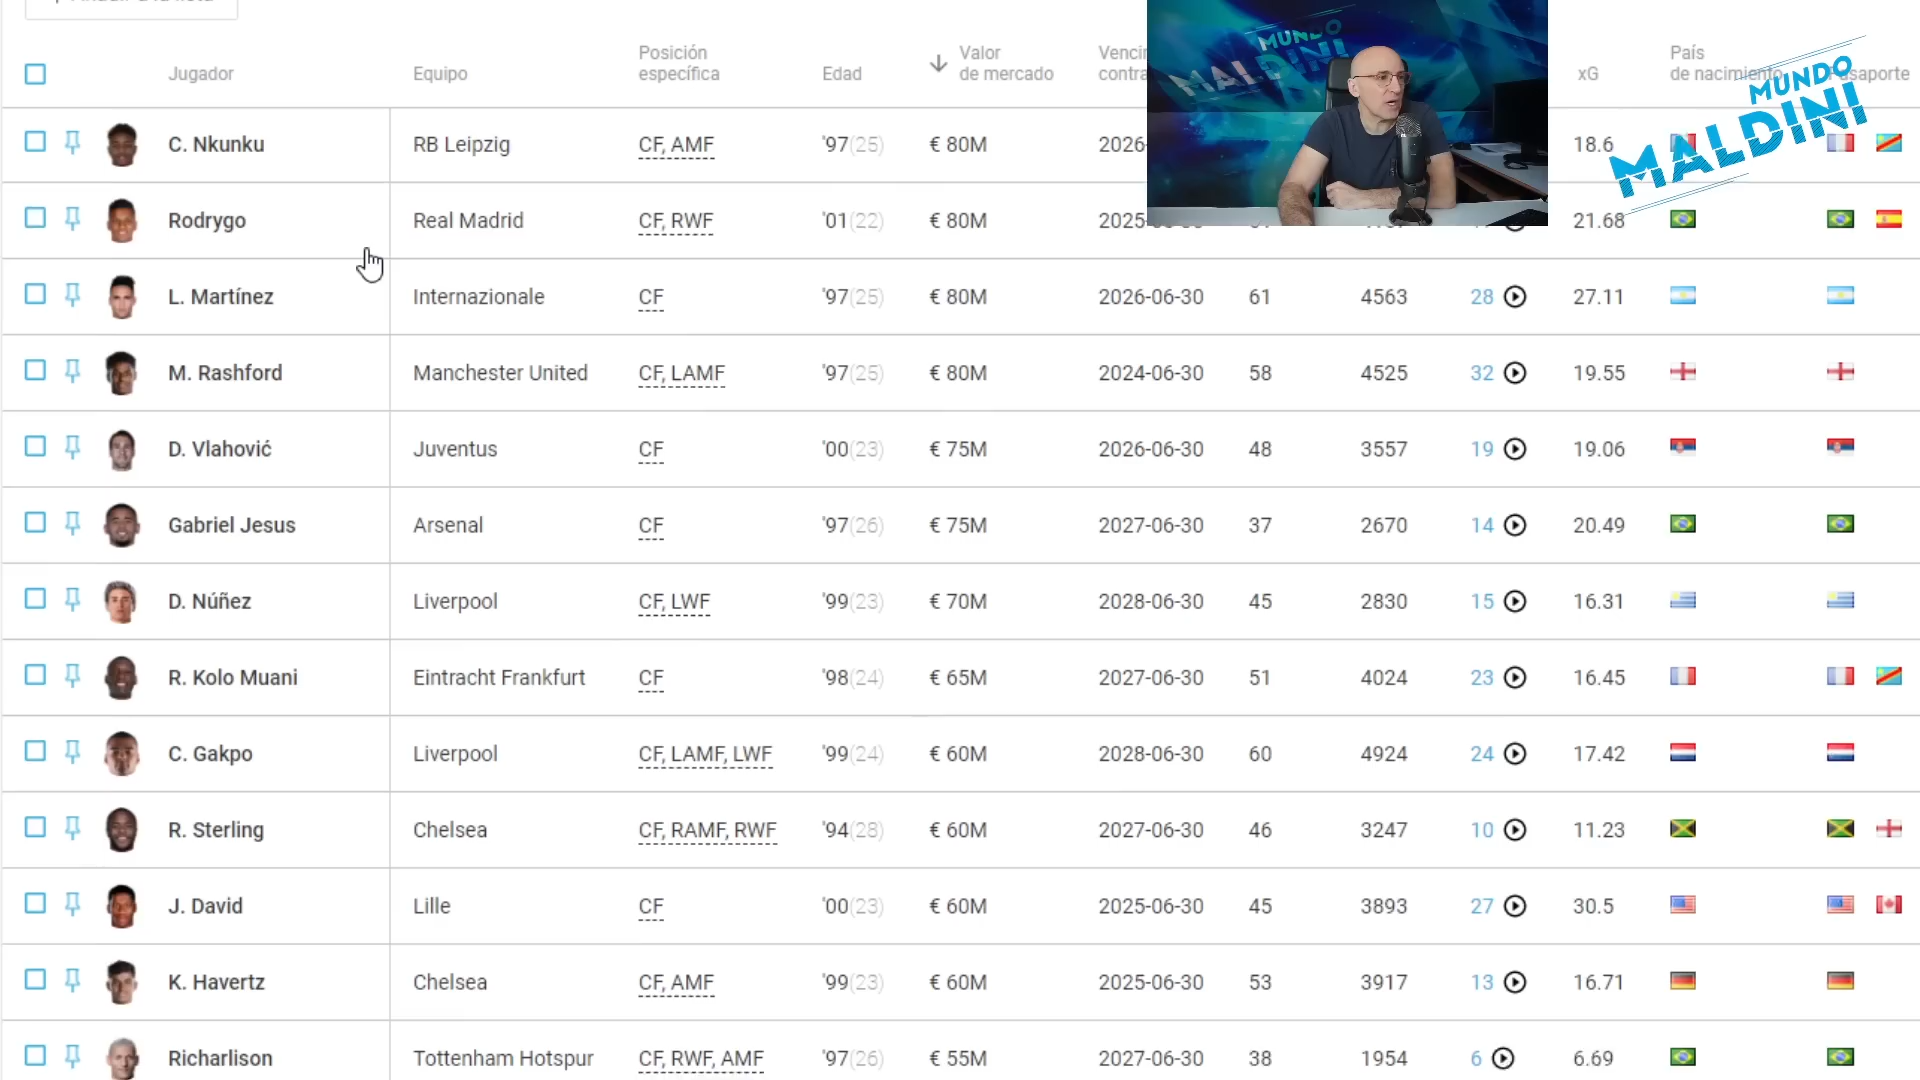 Añadir a la lista
Jugador Equipo Posición específica Edad Valor de mercado xG País de nacimiento
MUNDO MALDINI
MUNDO MALDINI
C. Nkunku RB Leipzig CF, AMF '97(25) € 80M 2026- 18.6
Rodrygo Real Madrid CF, RWF '01(22) € 80M 2025- 21.68
L. Martínez Internazionale CF '97(25) € 80M 2026-06-30 61 4563 28 27.11
M. Rashford Manchester United CF, LAMF '97(25) € 80M 2024-06-30 58 4525 32 19.55
D. Vlahović Juventus CF '00(23) € 75M 2026-06-30 48 3557 19 19.06
Gabriel Jesus Arsenal CF '97(26) € 75M 2027-06-30 37 2670 14 20.49
D. Núñez Liverpool CF, LWF '99(23) € 70M 2028-06-30 45 2830 15 16.31
R. Kolo Muani Eintracht Frankfurt CF '98(24) € 65M 2027-06-30 51 4024 23 16.45
C. Gakpo Liverpool CF, LAMF, LWF '99(24) € 60M 2028-06-30 60 4924 24 17.42
R. Sterling Chelsea CF, RAMF, RWF '94(28) € 60M 2027-06-30 46 3247 10 11.23
J. David Lille CF '00(23) € 60M 2025-06-30 45 3893 27 30.5
K. Havertz Chelsea CF, AMF '99(23) € 60M 2025-06-30 53 3917 13 16.71
Richarlison Tottenham Hotspur CF, RWF, AMF '97(26) € 55M 2027-06-30 38 1954 6 6.69